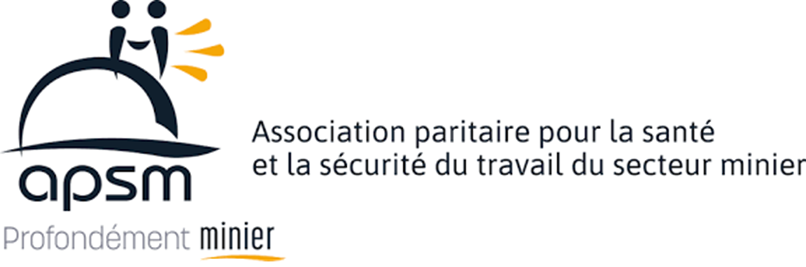 apsm
Profondément minier
Association paritaire pour la santé
et la sécurité du travail du secteur minier